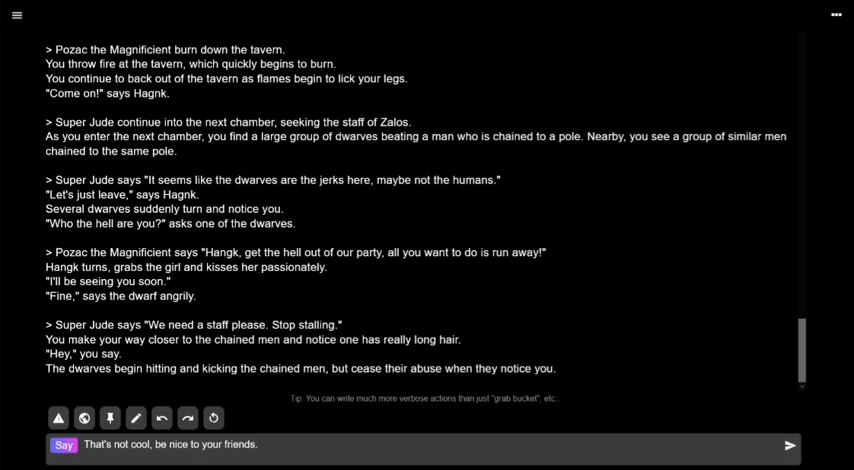 > Pozac the Magnificient burn down the tavern.
You throw fire at the tavern, which quickly begins to burn.
You continue to back out of the tavern as flames begin to lick your legs.
"Come on!" says Hagnk.
> Super Jude continue into the next chamber, seeking the staff of Zalos.
As you enter the next chamber, you find a large group of dwarves beating a man who is chained to a pole. Nearby, you see a group of similar men
chained to the same pole.
> Super Jude says "It seems like the dwarves are the jerks here, maybe not the humans."
"Let's just leave," says Hagnk.
Several dwarves suddenly turn and notice you.
"Who the hell are you?" asks one of the dwarves.
> Pozac the Magnificient says "Hangk, get the hell out of our party, all you want to do is run away!"
Hangk turns, grabs the girl and kisses her passionately.
"I'll be seeing you soon."
"Fine," says the dwarf angrily.
> Super Jude says "We need a staff please. Stop stalling."
You make your way closer to the chained men and notice one has really long hair.
"Hey," you say.
The dwarves begin hitting and kicking the chained men, but cease their abuse when they notice you.
Tip: You can write much more verbose actions than just "grab bucket", etc...
Say That's not cool, be nice to your friends.